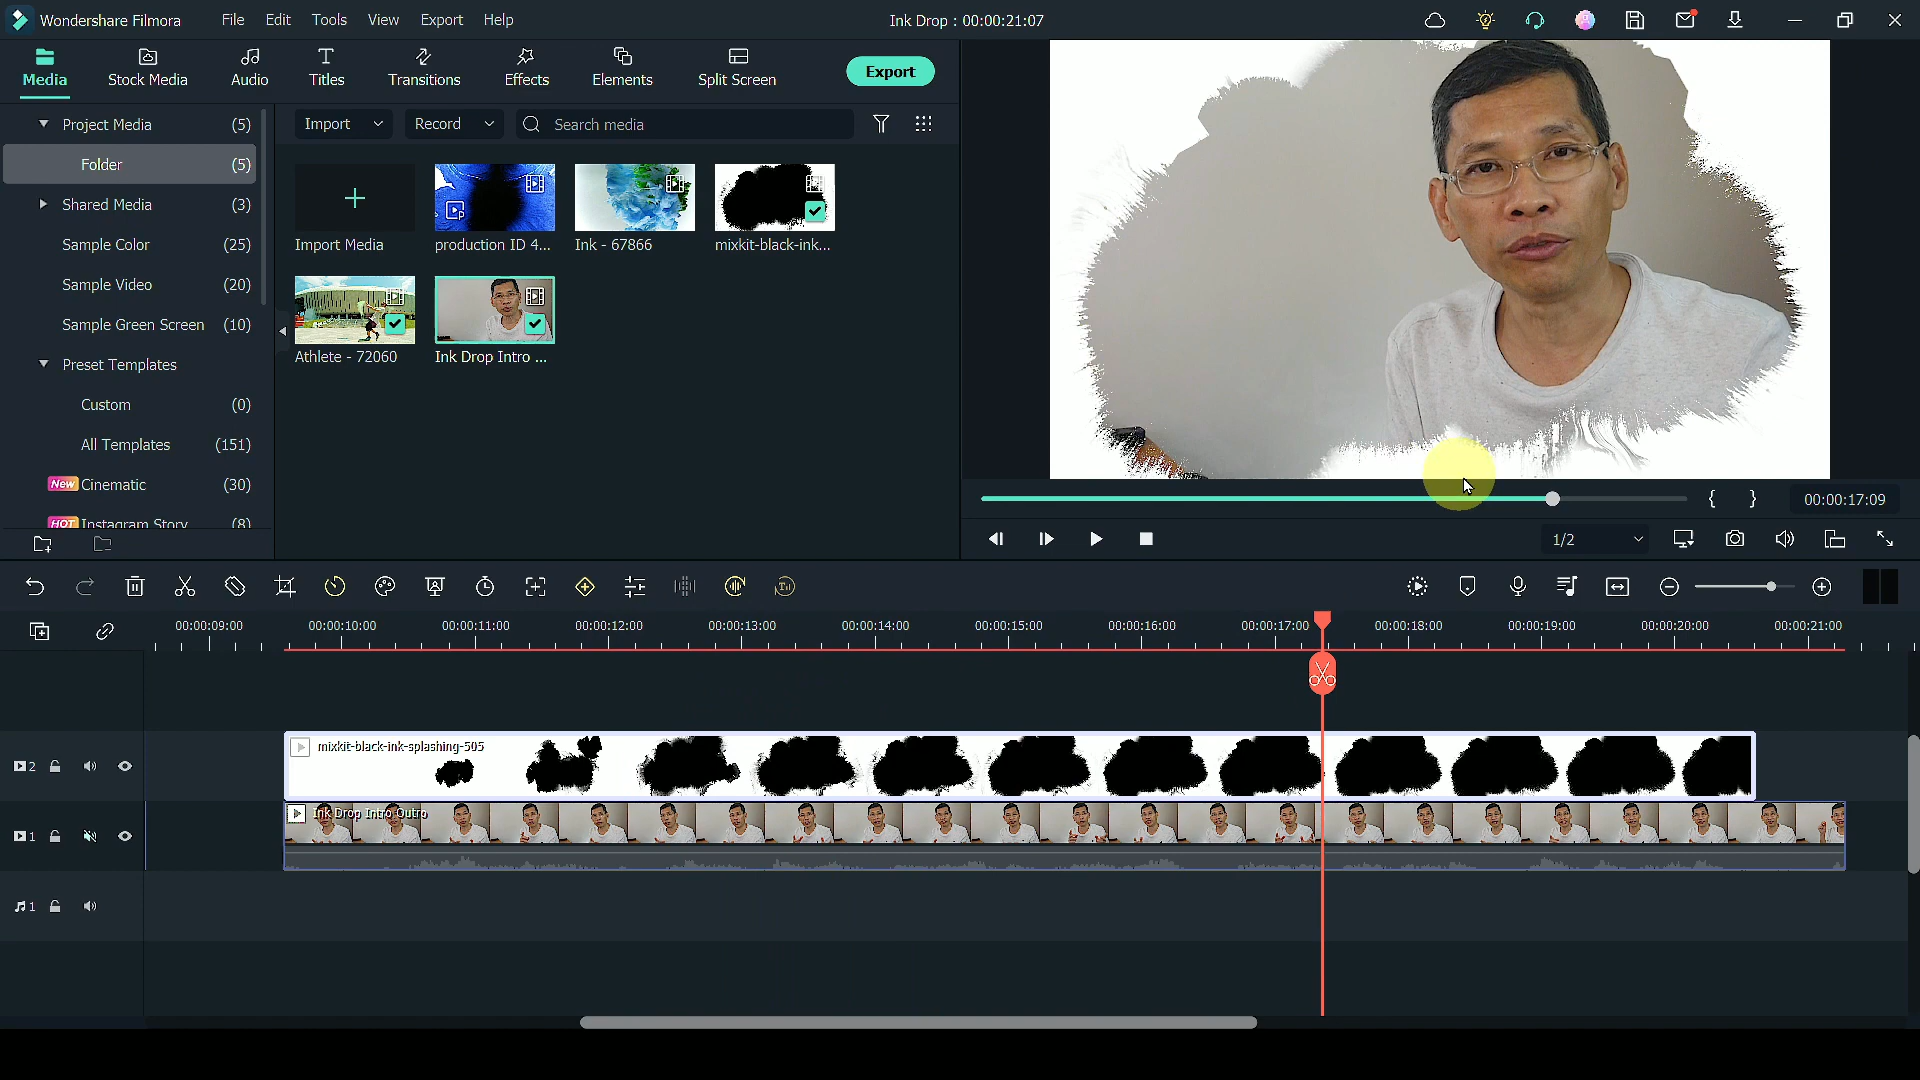 Wondershare Filmora
File
Edit
Tools
View
Export
Help
Ink Drop : 00:00:21:07
Media
Stock Media
Audio
Titles
Transitions
Effects
Elements
Split Screen
Export
Project Media (5)
Folder (5)
Shared Media (3)
Sample Color (25)
Sample Video (20)
Sample Green Screen (10)
Preset Templates
Custom (0)
All Templates (151)
New Cinematic (30)
HOT Instagram Story (8)
Import
Record
Search media
Import Media
production ID 4...
Ink - 67866
mixkit-black-ink...
Athlete - 72060
Ink Drop Intro ...
{ }
00:00:17:09
1/2
00:00:09:00
00:00:10:00
00:00:11:00
00:00:12:00
00:00:13:00
00:00:14:00
00:00:15:00
00:00:16:00
00:00:17:00
00:00:18:00
00:00:19:00
00:00:20:00
00:00:21:00
2
mixkit-black-ink-splashing-505
1
Ink Drop Intro Outro
1